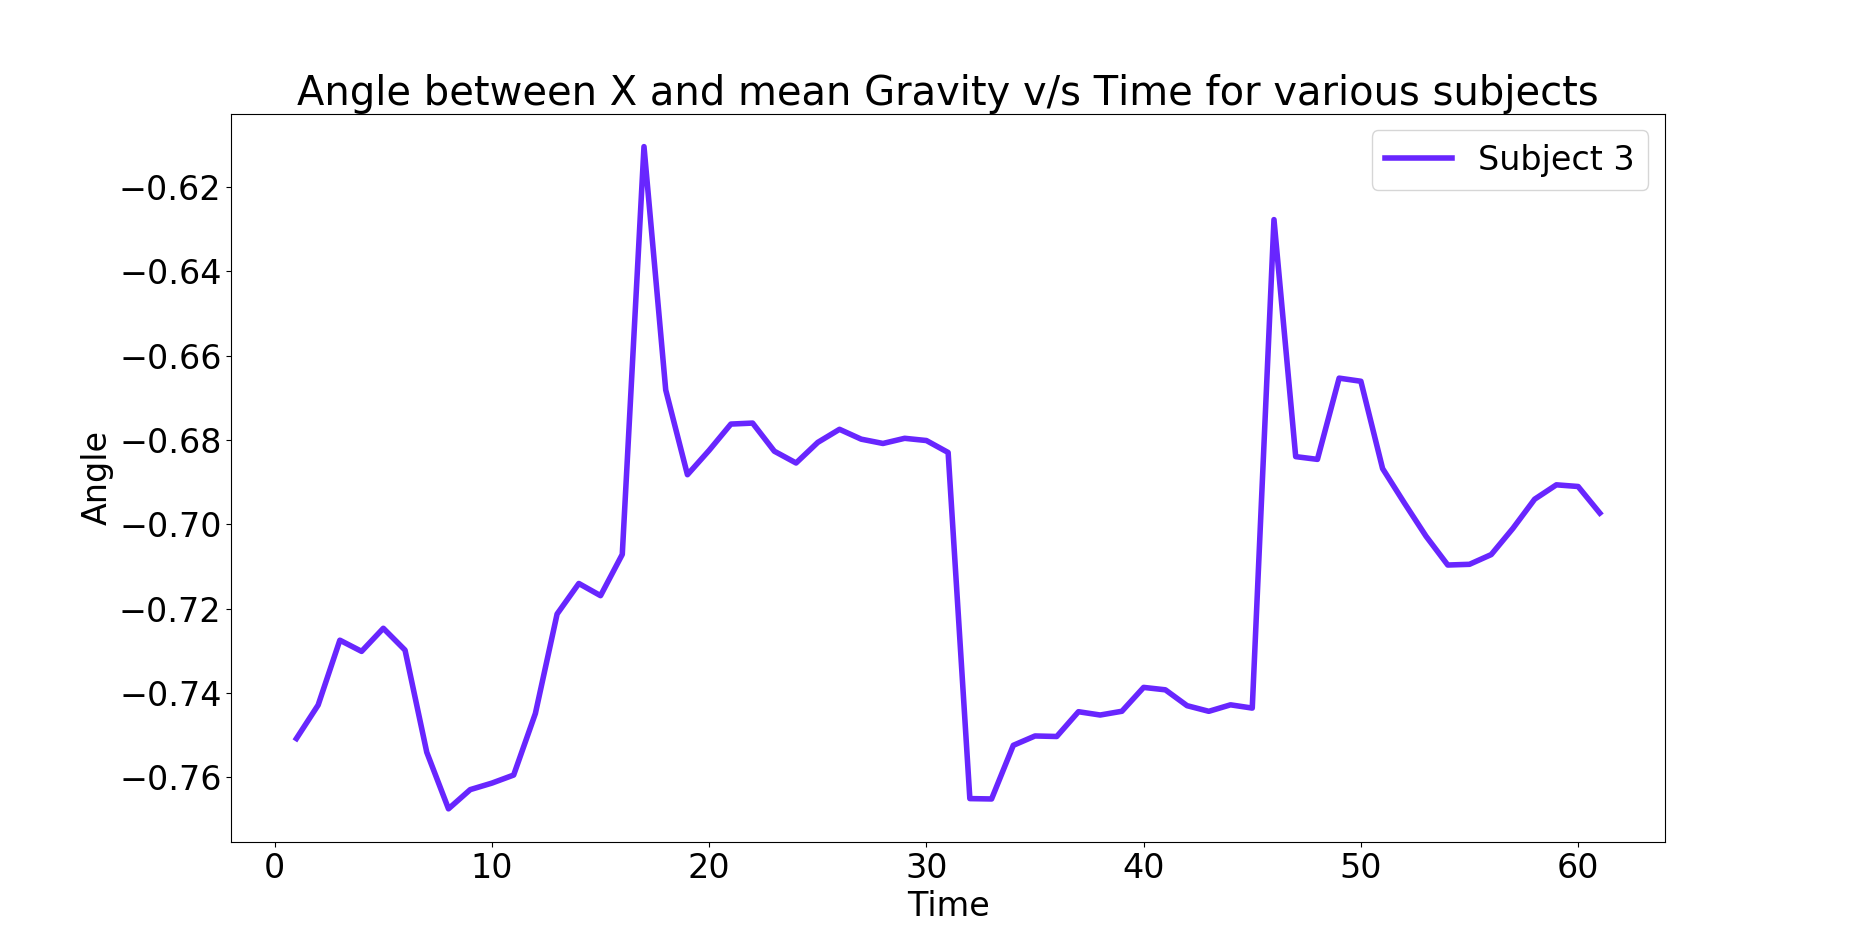 Angle between X and mean Gravity v/s Time for various subjects
Subject 3
−0.62
−0.64
−0.66
−0.68
−0.70
−0.72
−0.74
−0.76
Angle
0 10 20 30 40 50 60
Time